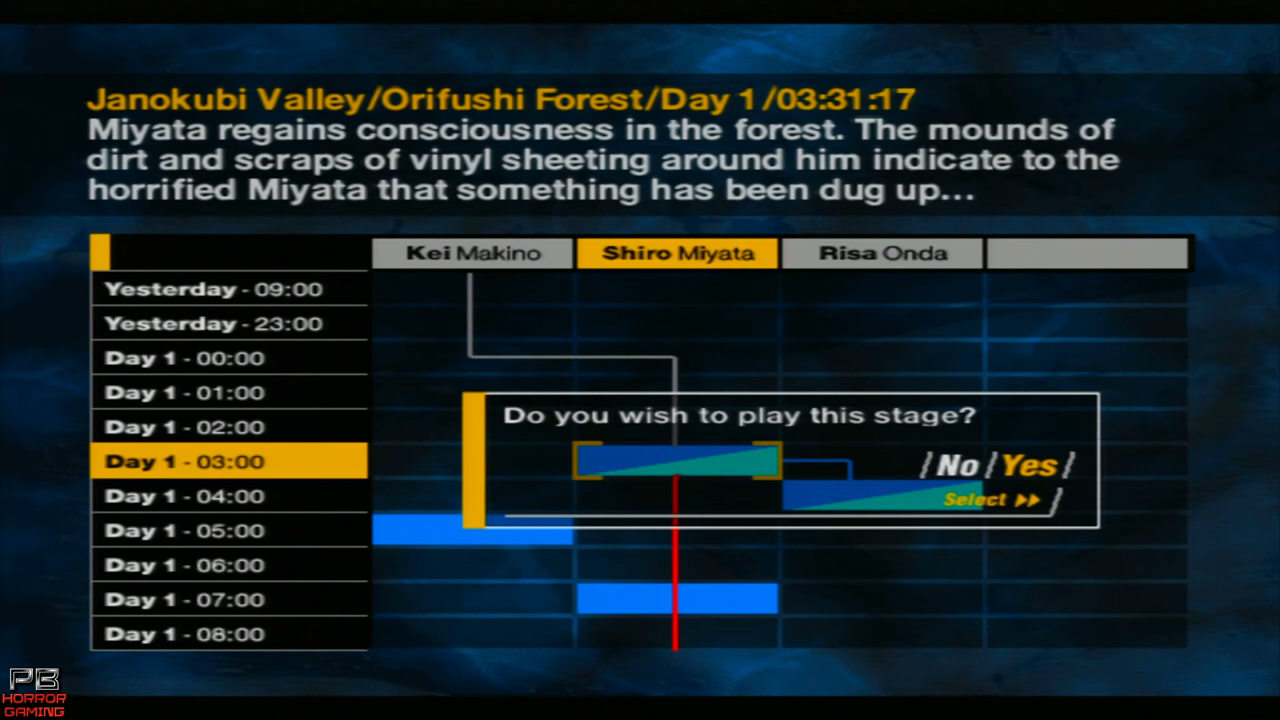 Janokubi Valley/Orifushi Forest/Day 1/03:31:17
Miyata regains consciousness in the forest. The mounds of
dirt and scraps of vinyl sheeting around him indicate to the
horrified Miyata that something has been dug up...
Kei Makino Shiro Miyata Risa Onda
Yesterday - 09:00
Yesterday - 23:00
Day 1 - 00:00
Day 1 - 01:00
Day 1 - 02:00
Day 1 - 03:00
Day 1 - 04:00
Day 1 - 05:00
Day 1 - 06:00
Day 1 - 07:00
Day 1 - 08:00
Do you wish to play this stage?
/No/Yes/
Select
PB
HORROR
GAMING